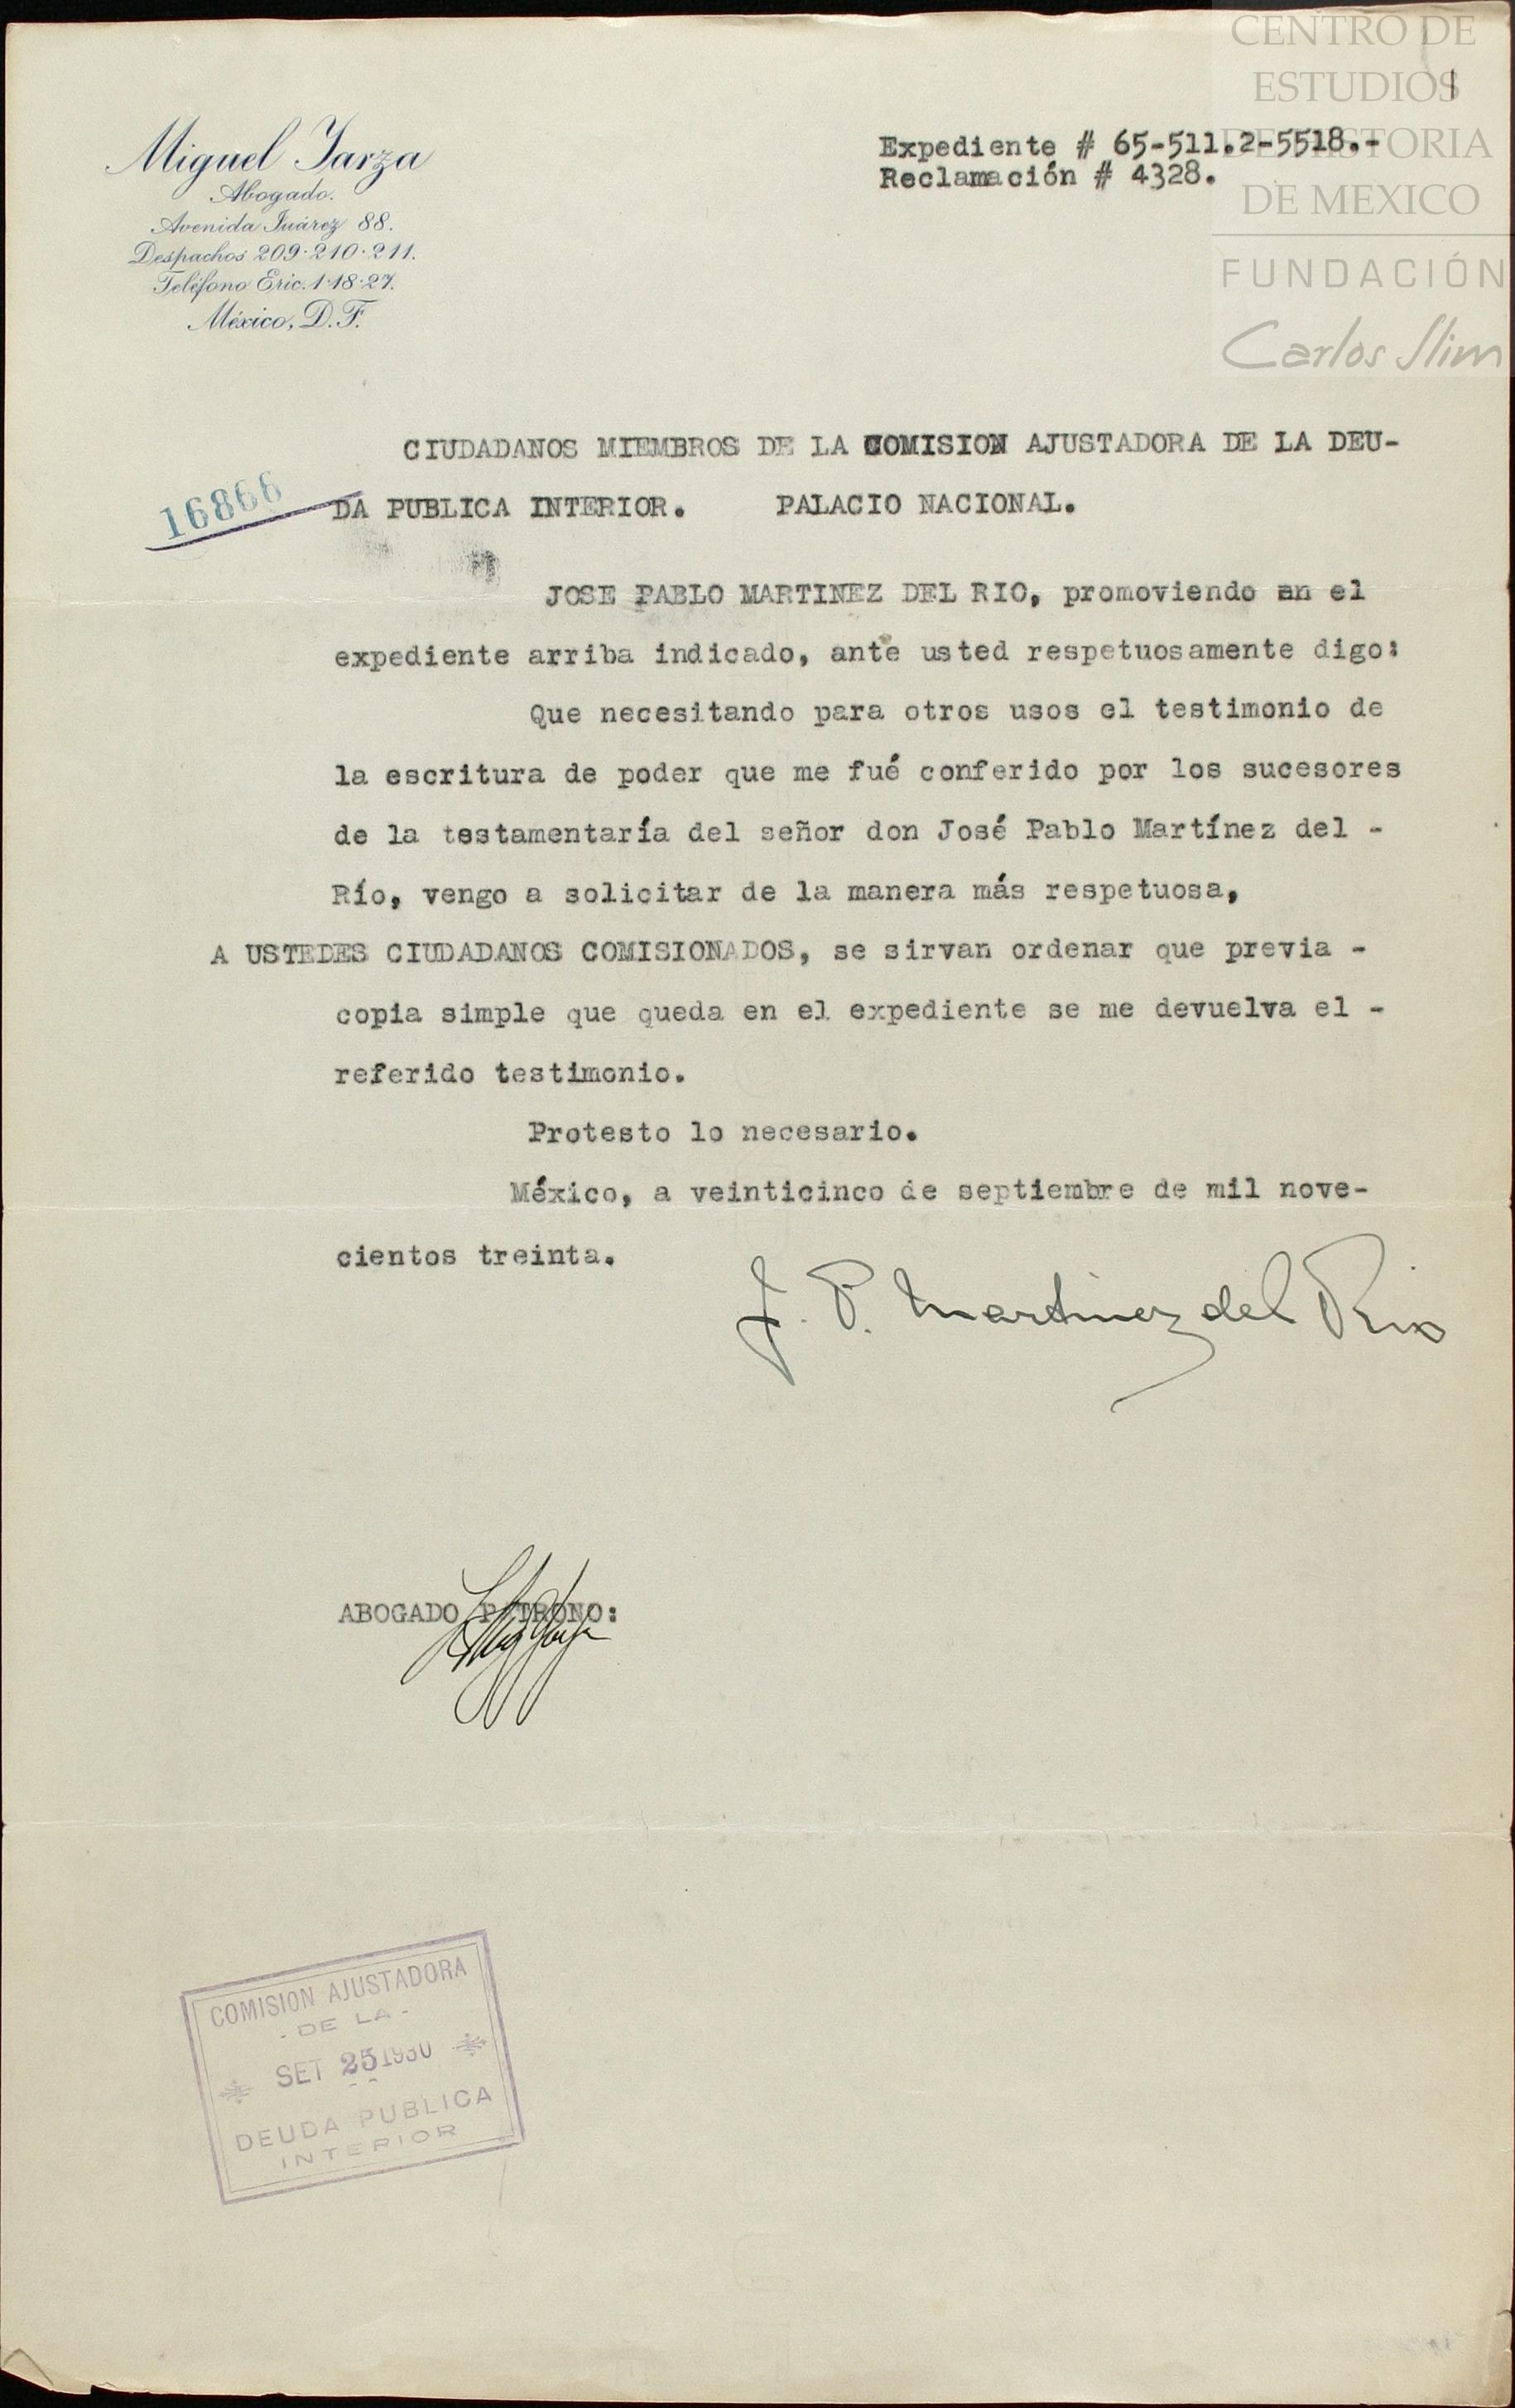 CENTRO DE
ESTUDIOS
DE HISTORIA
DE MEXICO
FUNDACIÓN
Carlos Slim
Miguel Yarza
Abogado.
Avenida Juárez 88.
Despachos 209-210-211.
Teléfono Eric. 1-18-27.
México, D.F.
Expediente # 65-511.2-5518.-
Reclamación # 4328.
CIUDADANOS MIEMBROS DE LA COMISION AJUSTADORA DE LA DEU-
16866
DA PUBLICA INTERIOR. PALACIO NACIONAL.
JOSE PABLO MARTINEZ DEL RIO, promoviendo en el
expediente arriba indicado, ante usted respetuosamente digo:
Que necesitando para otros usos el testimonio de
la escritura de poder que me fué conferido por los sucesores
de la testamentaría del señor don José Pablo Martínez del -
Río, vengo a solicitar de la manera más respetuosa,
A USTEDES CIUDADANOS COMISIONADOS, se sirvan ordenar que previa -
copia simple que queda en el expediente se me devuelva el -
referido testimonio.
Protesto lo necesario.
México, a veinticinco de septiembre de mil nove-
cientos treinta.
J. P. Martinez del Rio
ABOGADO PATRONO:
COMISION AJUSTADORA
- DE LA -
SET 25 1930
DEUDA PUBLICA
INTERIOR